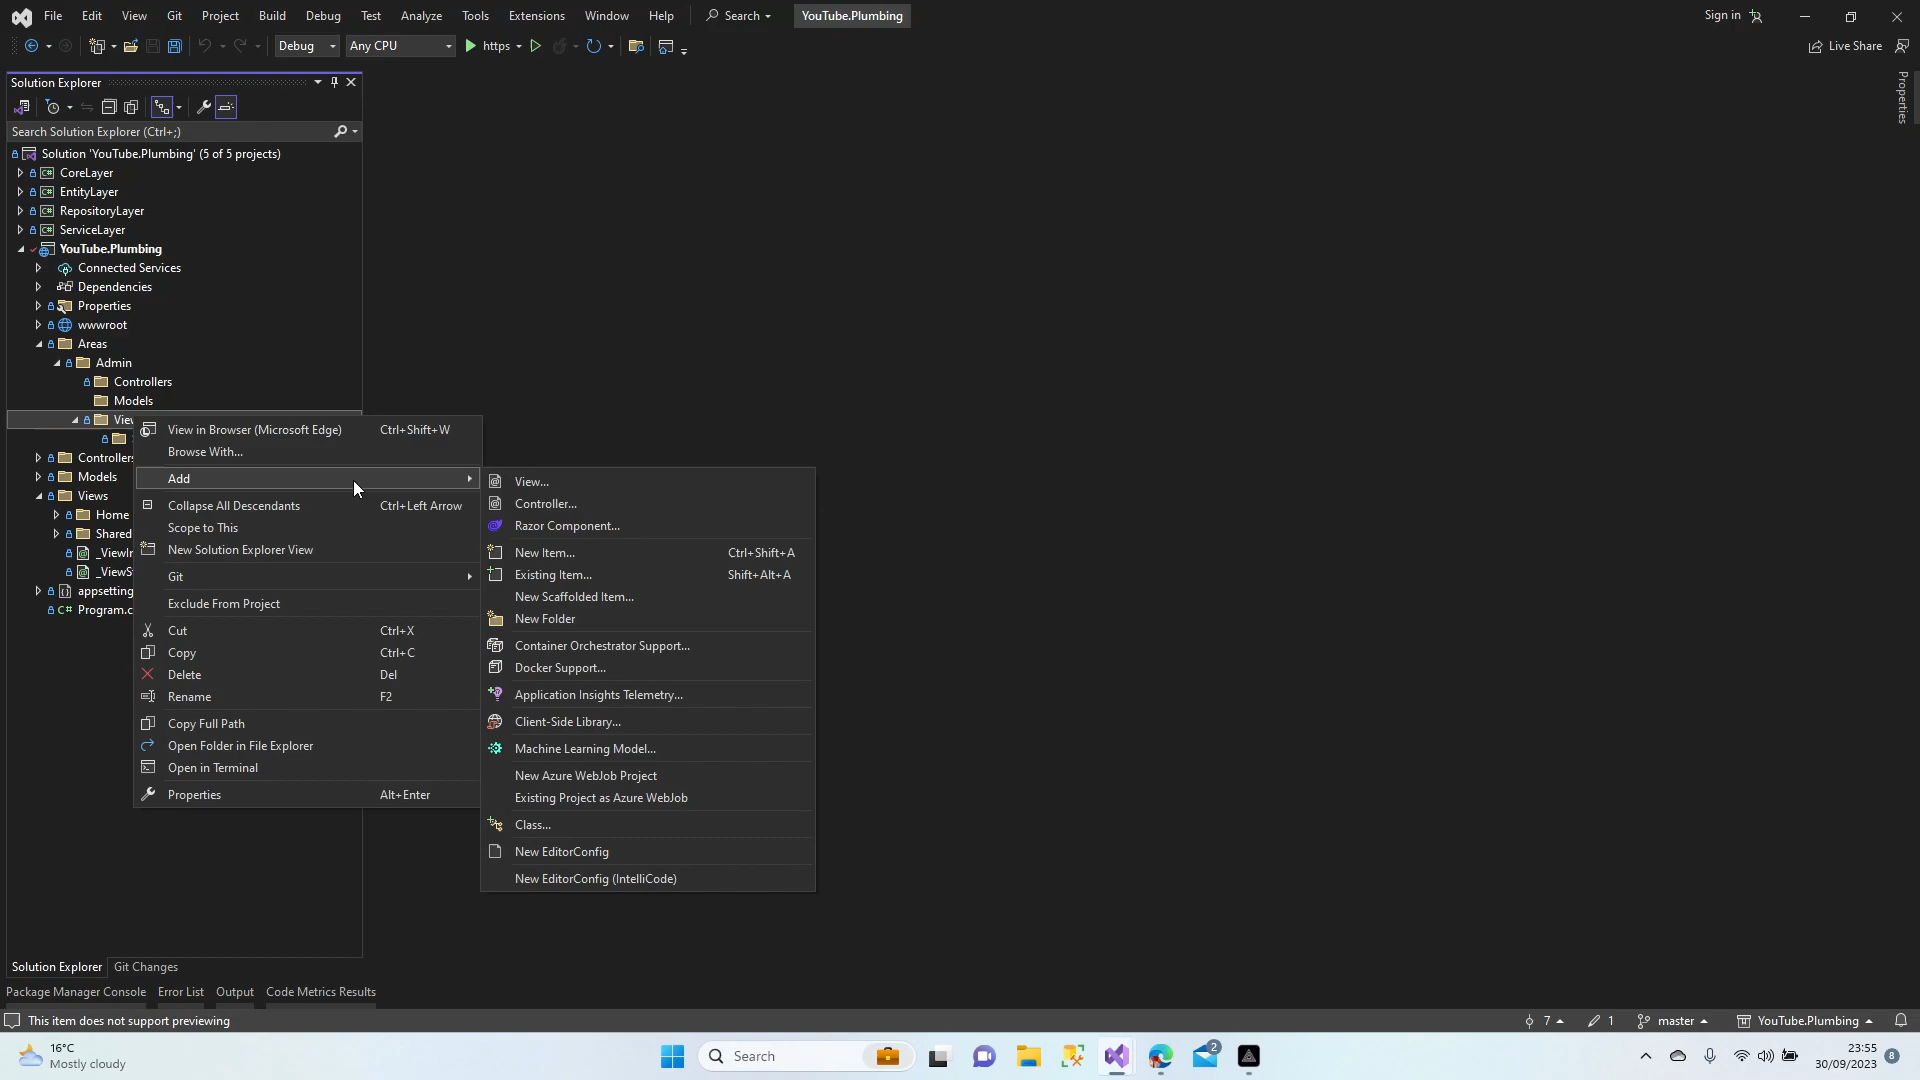 File Edit View Git Project Build Debug Test Analyze Tools Extensions Window Help Search YouTube.Plumbing Sign in
Debug Any CPU https Live Share
Solution Explorer
Properties
Search Solution Explorer (Ctrl+;)
Solution 'YouTube.Plumbing' (5 of 5 projects)
CoreLayer
EntityLayer
RepositoryLayer
ServiceLayer
YouTube.Plumbing
Connected Services
Dependencies
Properties
wwwroot
Areas
Admin
Controllers
Models
View
Controllers
Models
Views
Home
Shared
_ViewIr
_ViewS
appsetting
Program.c
View in Browser (Microsoft Edge) Ctrl+Shift+W
Browse With...
Add
Collapse All Descendants Ctrl+Left Arrow
Scope to This
New Solution Explorer View
Git
Exclude From Project
Cut Ctrl+X
Copy Ctrl+C
Delete Del
Rename F2
Copy Full Path
Open Folder in File Explorer
Open in Terminal
Properties Alt+Enter
View...
Controller...
Razor Component...
New Item... Ctrl+Shift+A
Existing Item... Shift+Alt+A
New Scaffolded Item...
New Folder
Container Orchestrator Support...
Docker Support...
Application Insights Telemetry...
Client-Side Library...
Machine Learning Model...
New Azure WebJob Project
Existing Project as Azure WebJob
Class...
New EditorConfig
New EditorConfig (IntelliCode)
Solution Explorer Git Changes
Package Manager Console Error List Output Code Metrics Results
This item does not support previewing 7 1 master YouTube.Plumbing
16°C
Mostly cloudy
Search
2
23:55
30/09/2023
8